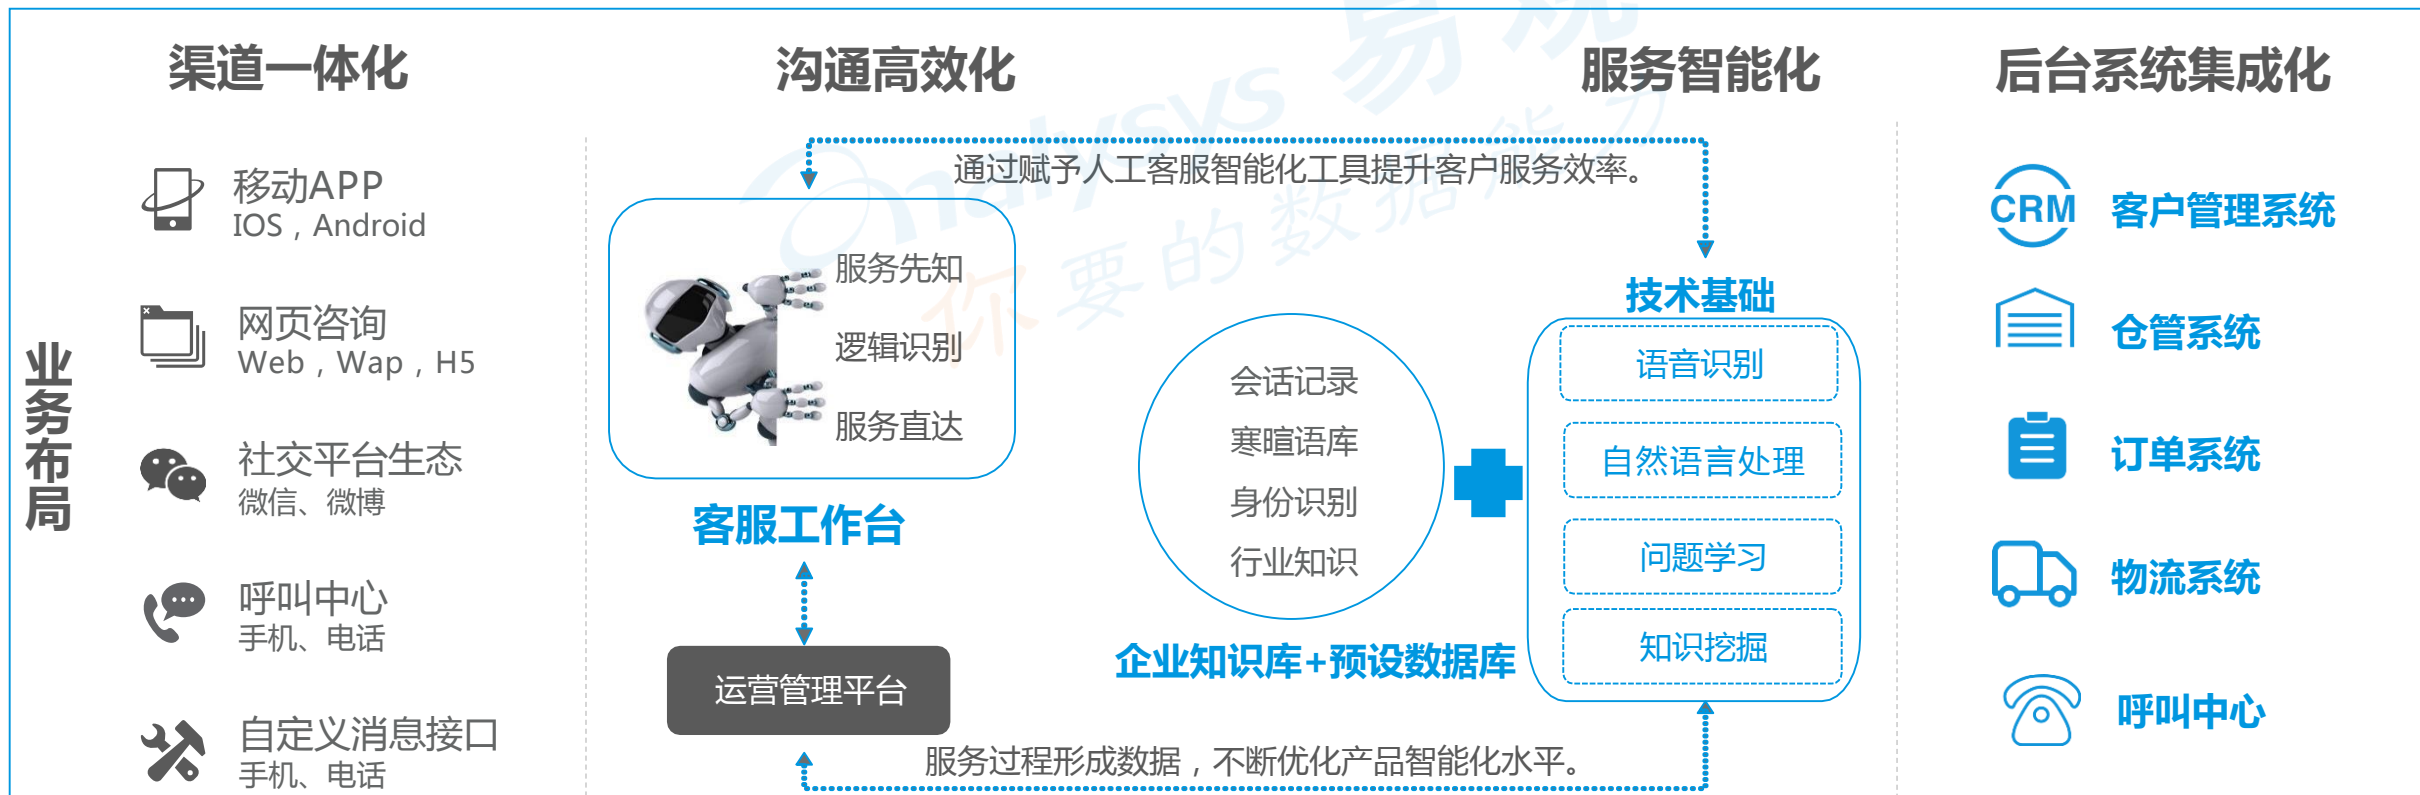 渠道一体化
沟通高效化
服务智能化
后台系统集成化
业务布局
移动APP
IOS，Android
网页咨询
Web，Wap，H5
社交平台生态
微信、微博
呼叫中心
手机、电话
自定义消息接口
手机、电话
通过赋予人工客服智能化工具提升客户服务效率。
服务先知
逻辑识别
服务直达
客服工作台
运营管理平台
会话记录
寒暄语库
身份识别
行业知识
企业知识库+预设数据库
技术基础
语音识别
自然语言处理
问题学习
知识挖掘
服务过程形成数据，不断优化产品智能化水平。
CRM 客户管理系统
仓管系统
订单系统
物流系统
呼叫中心
nalysys 易观
你要的数据能力